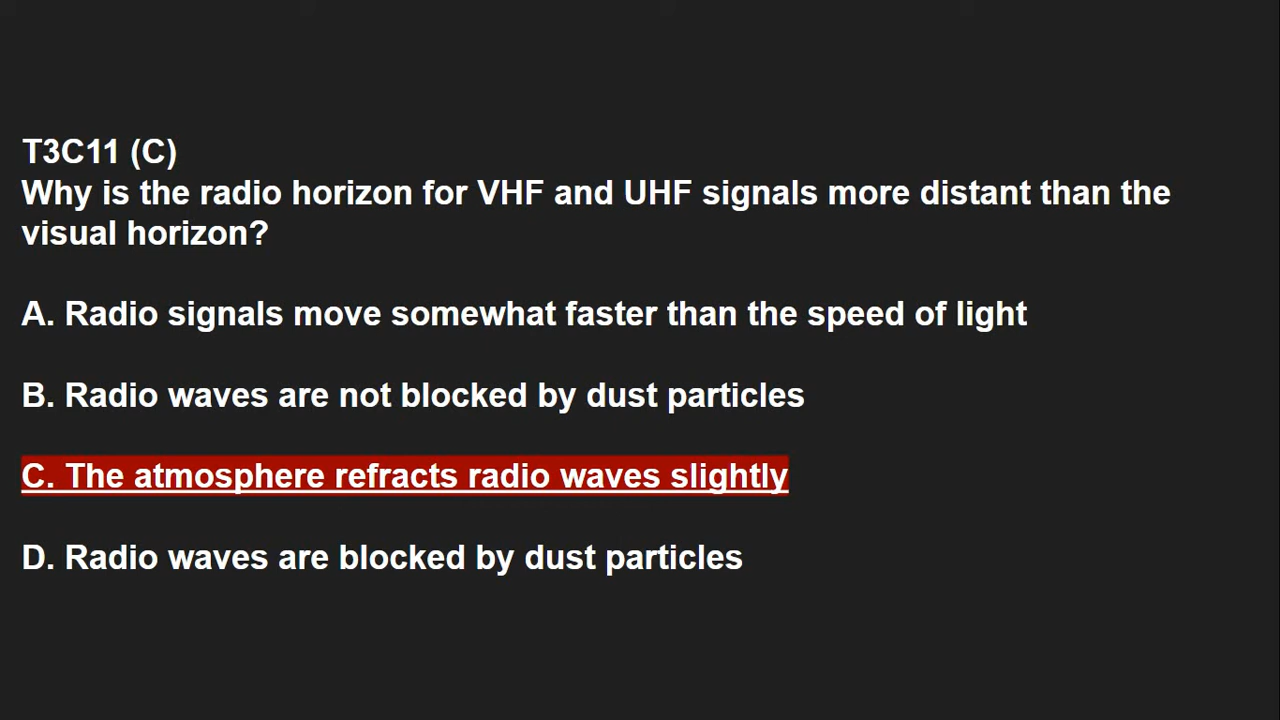 T3C11 (C)
Why is the radio horizon for VHF and UHF signals more distant than the
visual horizon?
A. Radio signals move somewhat faster than the speed of light
B. Radio waves are not blocked by dust particles
C. The atmosphere refracts radio waves slightly
D. Radio waves are blocked by dust particles